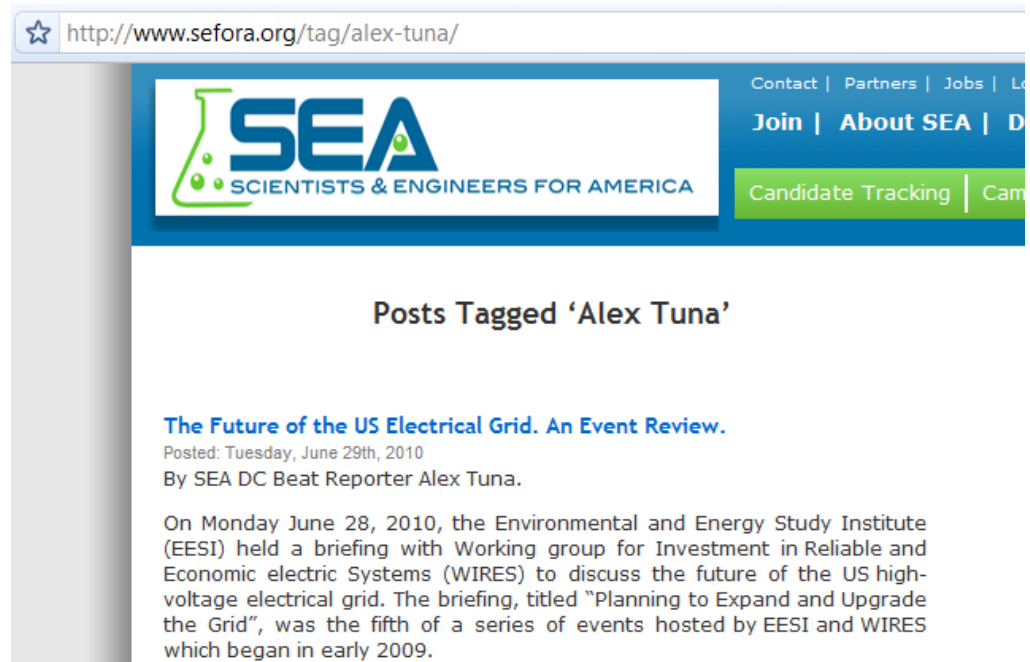 http://www.sefora.org/tag/alex-tuna/
Contact | Partners | Jobs |
SEA
SCIENTISTS & ENGINEERS FOR AMERICA
Join | About SEA |
Candidate Tracking
Posts Tagged ‘Alex Tuna’
The Future of the US Electrical Grid. An Event Review.
Posted: Tuesday, June 29th, 2010
By SEA DC Beat Reporter Alex Tuna.
On Monday June 28, 2010, the Environmental and Energy Study Institute
(EESI) held a briefing with Working group for Investment in Reliable and
Economic electric Systems (WIRES) to discuss the future of the US high-
voltage electrical grid. The briefing, titled “Planning to Expand and Upgrade
the Grid”, was the fifth of a series of events hosted by EESI and WIRES
which began in early 2009.